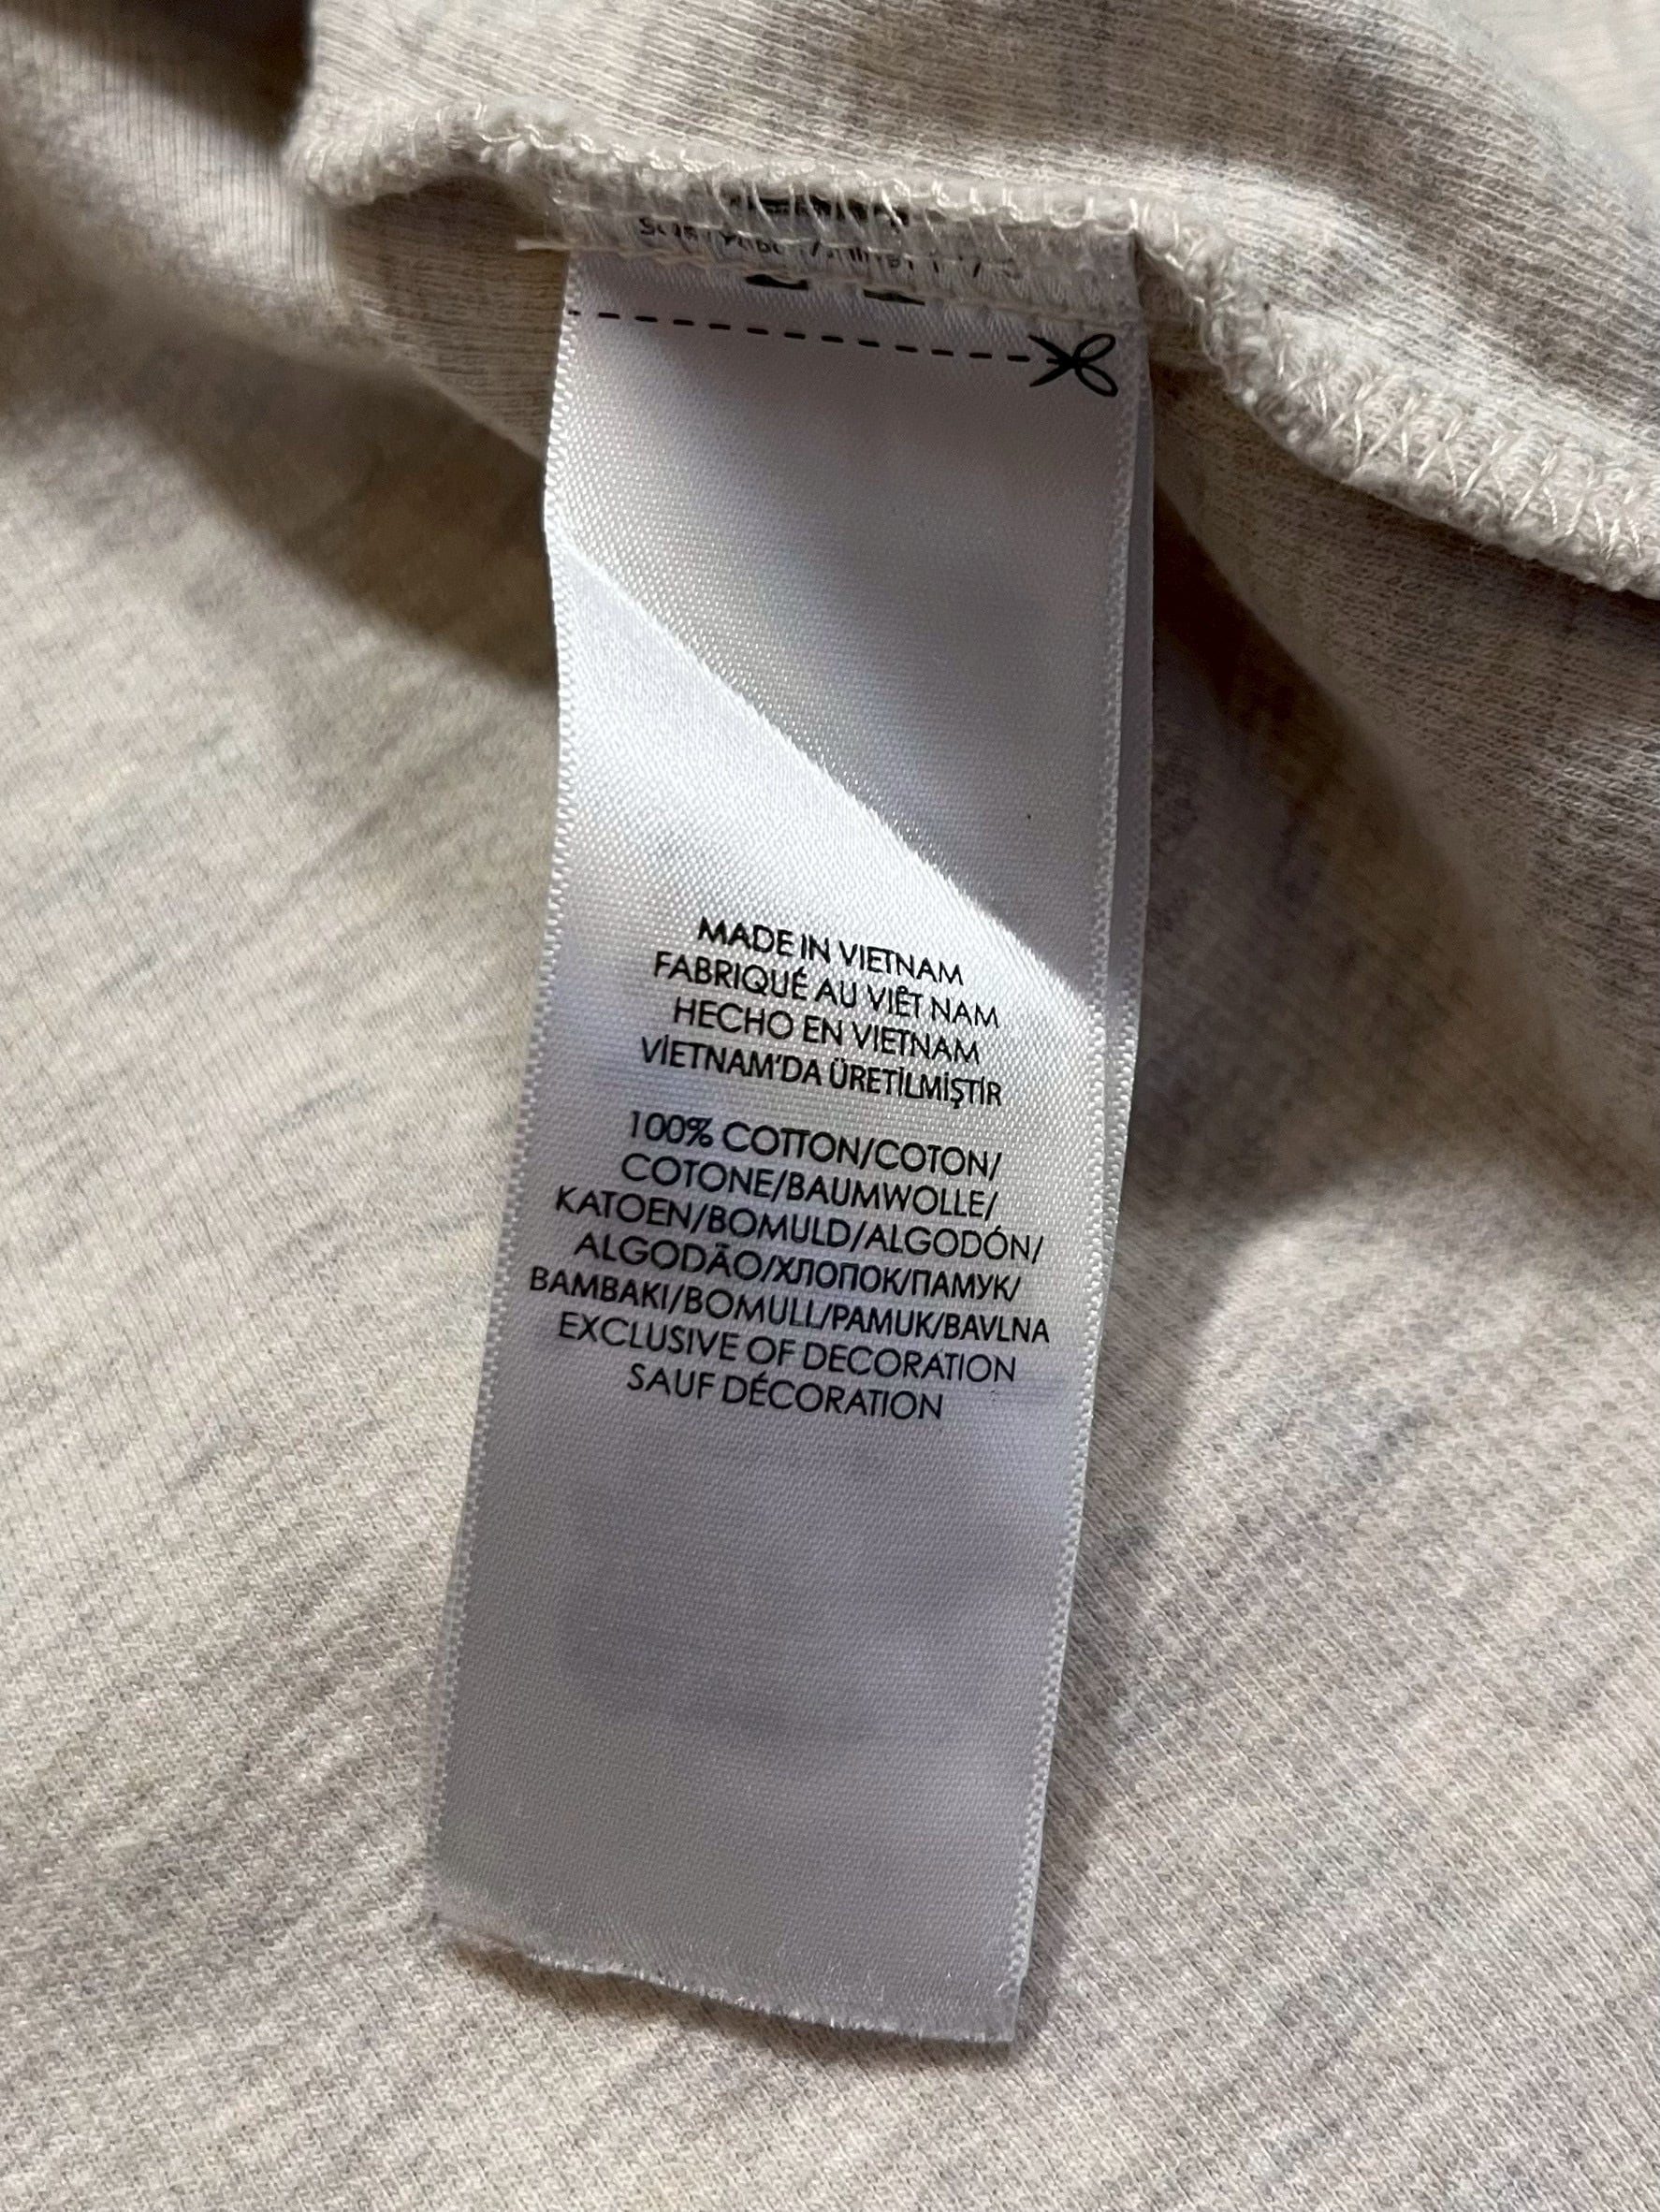 MADE IN VIETNAM
FABRIQUÉ AU VIÊT NAM
HECHO EN VIETNAM
VİETNAM'DA ÜRETİLMİŞTİR
100% COTTON/COTON/
COTONE/BAUMWOLLE/
KATOEN/BOMULD/ALGODÓN/
ALGODÃO/ХЛОПОК/ПАМУК/
BAMBAKI/BOMULL/PAMUK/BAVLNA
EXCLUSIVE OF DECORATION
SAUF DÉCORATION